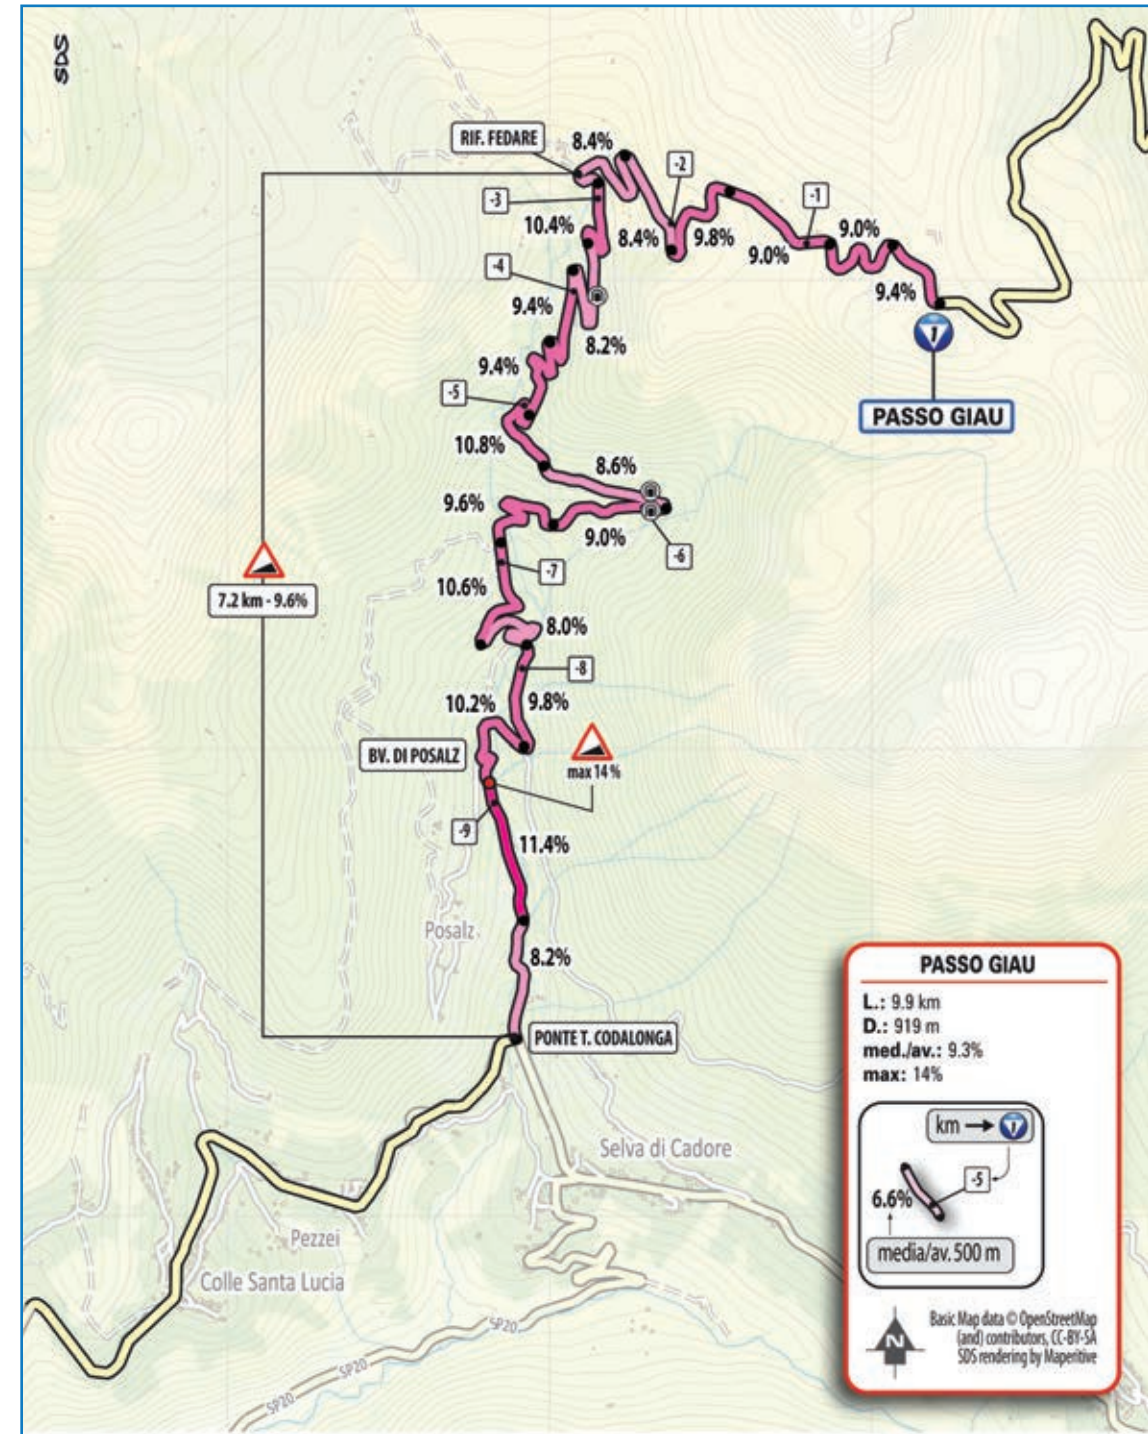 SDS
RIF. FEDARE
8.4%
-2
-3
-1
10.4%
8.4%
9.8%
9.0%
9.0%
-4
9.4%
9.4%
8.2%
1
9.4%
-5
PASSO GIAU
10.8%
8.6%
9.6%
9.0%
-6
-7
10.6%
7.2 km - 9.6%
8.0%
-8
10.2%
9.8%
BV. DI POSALZ
max 14 %
-9
11.4%
Posalz
8.2%
PONTE T. CODALONGA
Selva di Cadore
Pezzei
Colle Santa Lucia
SP20
SP20
SP20
PASSO GIAU
L.: 9.9 km
D.: 919 m
med./av.: 9.3%
max: 14%
km → 1
-5
6.6%
media/av. 500 m
N
Basic Map data © OpenStreetMap
(and) contributors, CC-BY-SA
SDS rendering by Maperitive